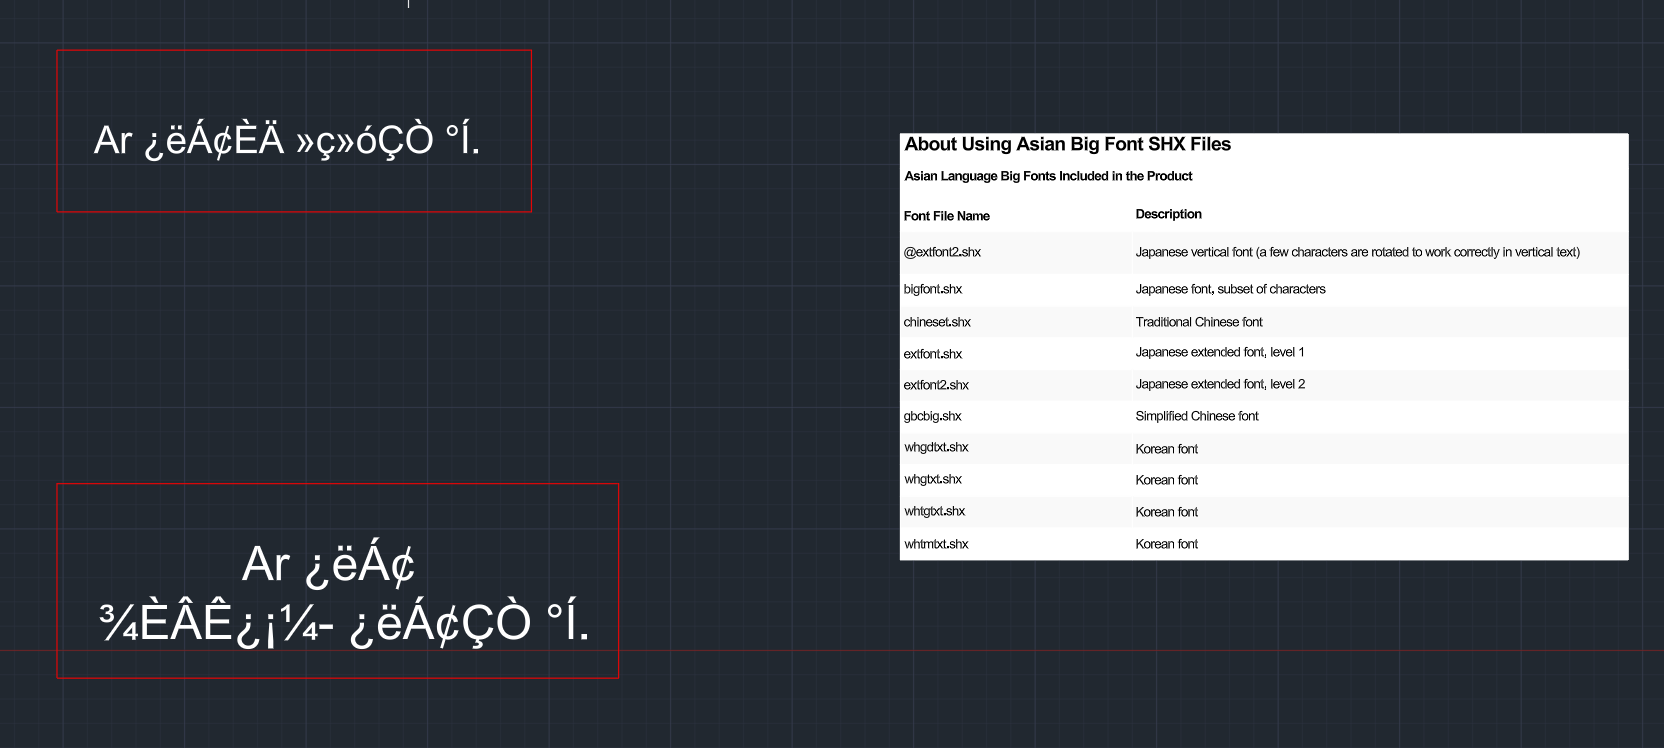 Ar ¿ëÁ¢ÈÄ »ç»óÇÒ °Í.
Ar ¿ëÁ¢
¾ÈÂÊ¿¡¼- ¿ëÁ¢ÇÒ °Í.
About Using Asian Big Font SHX Files
Asian Language Big Fonts Included in the Product
Font File Name Description
@extfont2.shx Japanese vertical font (a few characters are rotated to work correctly in vertical text)
bigfont.shx Japanese font, subset of characters
chineset.shx Traditional Chinese font
extfont.shx Japanese extended font, level 1
extfont2.shx Japanese extended font, level 2
gbcbig.shx Simplified Chinese font
whgdtxt.shx Korean font
whgtxt.shx Korean font
whtgtxt.shx Korean font
whtmtxt.shx Korean font